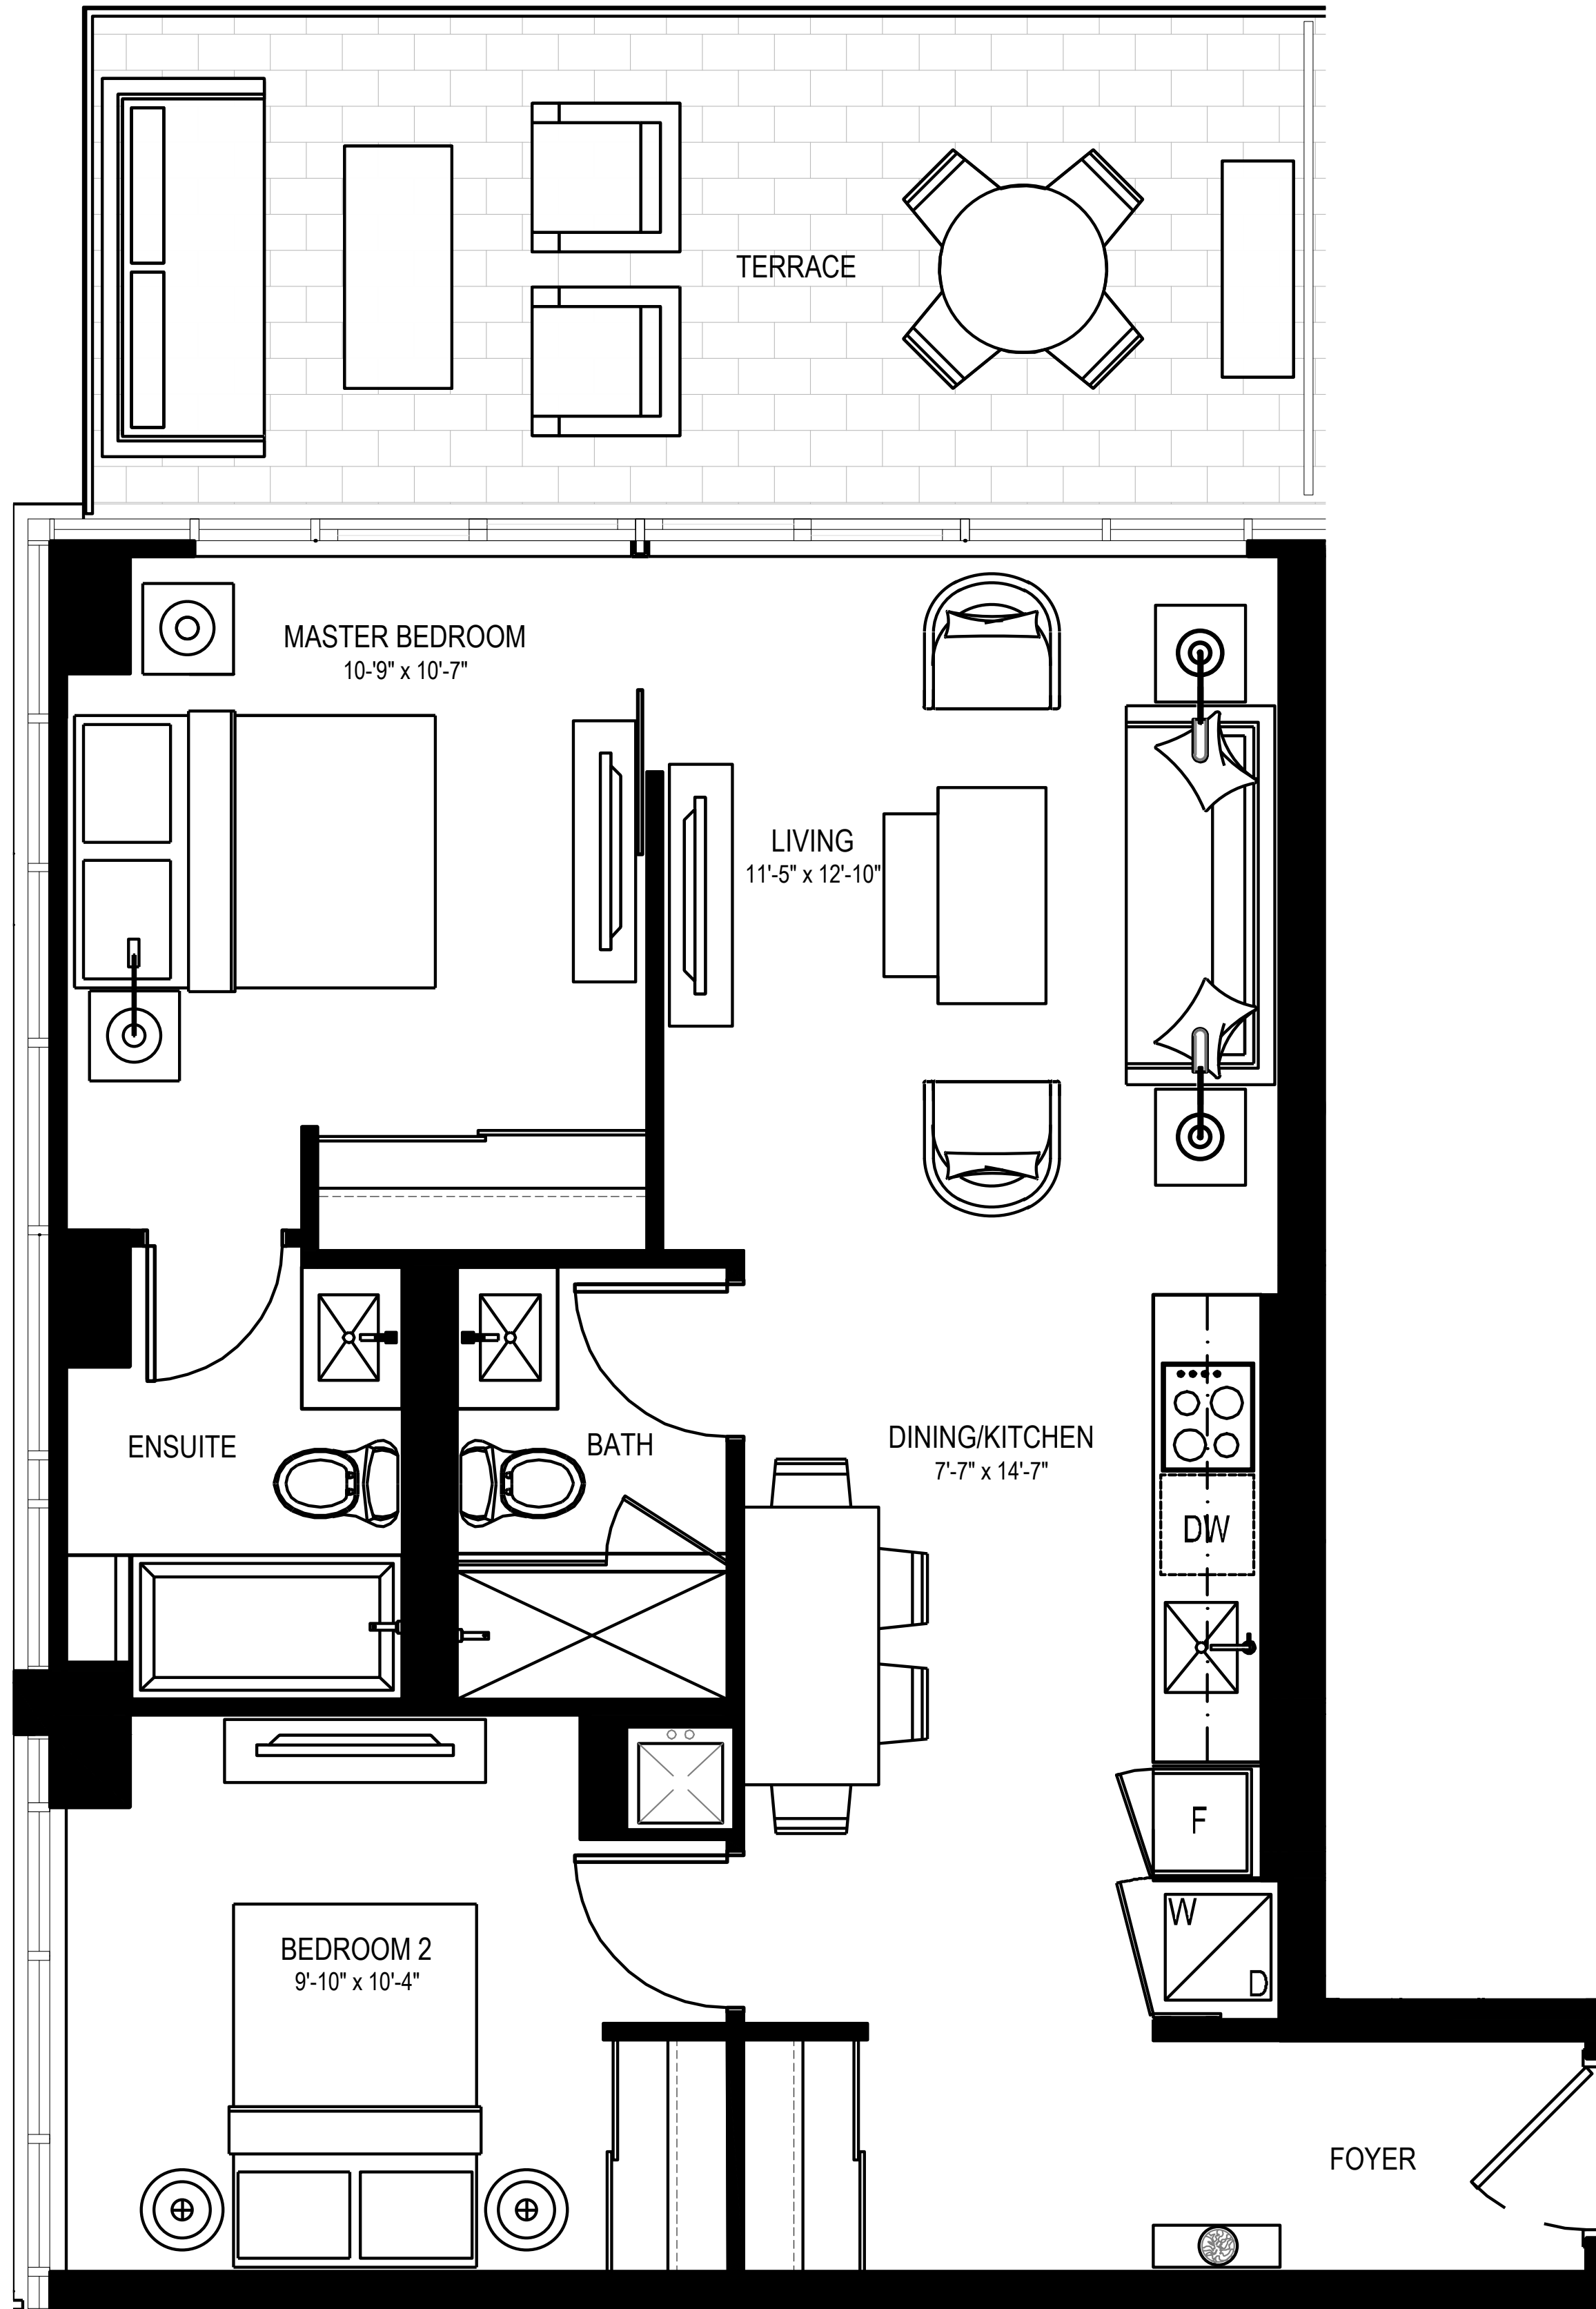 TERRACE
MASTER BEDROOM
10-'9" x 10'-7"
LIVING
11'-5" x 12'-10"
ENSUITE
BATH
DINING/KITCHEN
7'-7" x 14'-7"
DW
F
W
D
BEDROOM 2
9'-10" x 10'-4"
FOYER